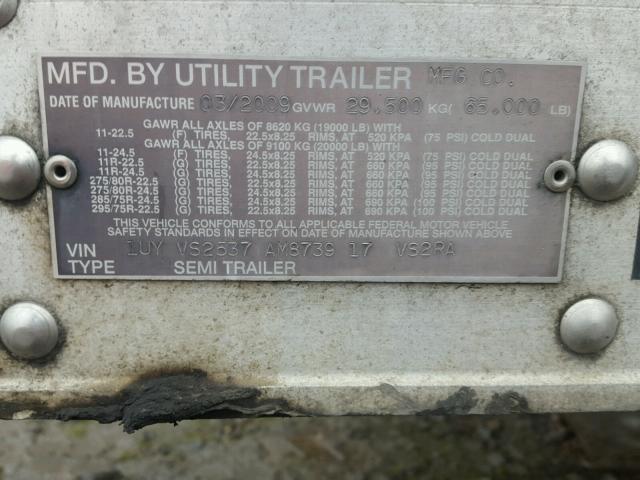 MFD. BY UTILITY TRAILER MFG CO.
DATE OF MANUFACTURE 03/2009 GVWR 29,500 KG( 65,000 LB)
GAWR ALL AXLES OF 8620 KG (19000 LB) WITH
11-22.5 (F) TIRES, 22.5x8.25 RIMS, AT 520 KPA (75 PSI) COLD DUAL
GAWR ALL AXLES OF 9100 KG (20000 LB) WITH
11-24.5 (F) TIRES, 24.5x8.25 RIMS, AT 520 KPA (75 PSI) COLD DUAL
11R-22.5 (G) TIRES, 22.5x8.25 RIMS, AT 660 KPA (95 PSI) COLD DUAL
11R-24.5 (G) TIRES, 24.5x8.25 RIMS, AT 660 KPA (95 PSI) COLD DUAL
275/80R-22.5 (G) TIRES, 22.5x8.25 RIMS, AT 660 KPA (95 PSI) COLD DUAL
275/80R-24.5 (G) TIRES, 24.5x8.25 RIMS, AT 660 KPA (95 PSI) COLD DUAL
285/75R-24.5 (G) TIRES, 24.5x8.25 RIMS, AT 690 KPA (100 PSI) COLD DUAL
295/75R-22.5 (G) TIRES, 22.5x8.25 RIMS, AT 690 KPA (100 PSI) COLD DUAL
THIS VEHICLE CONFORMS TO ALL APPLICABLE FEDERAL MOTOR VEHICLE
SAFETY STANDARDS IN EFFECT ON DATE OF MANUFACTURE SHOWN ABOVE.
VIN 1UY VS2537 AM8739 17 VS2RA
TYPE SEMI TRAILER